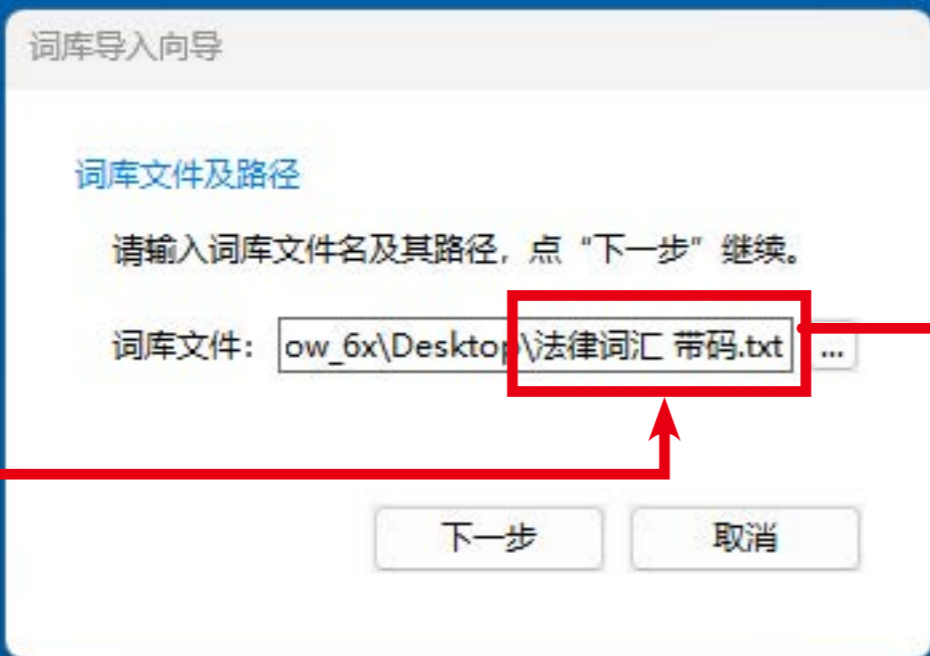 词库导入向导
词库文件及路径
请输入词库文件名及其路径，点“下一步”继续。
词库文件： ow_6x\Desktop\法律词汇 带码.txt ...
下一步 取消